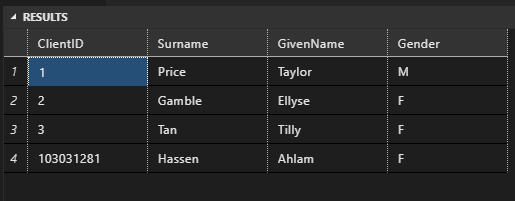 RESULTS
ClientID Surname GivenName Gender
1 1 Price Taylor M
2 2 Gamble Ellyse F
3 3 Tan Tilly F
4 103031281 Hassen Ahlam F